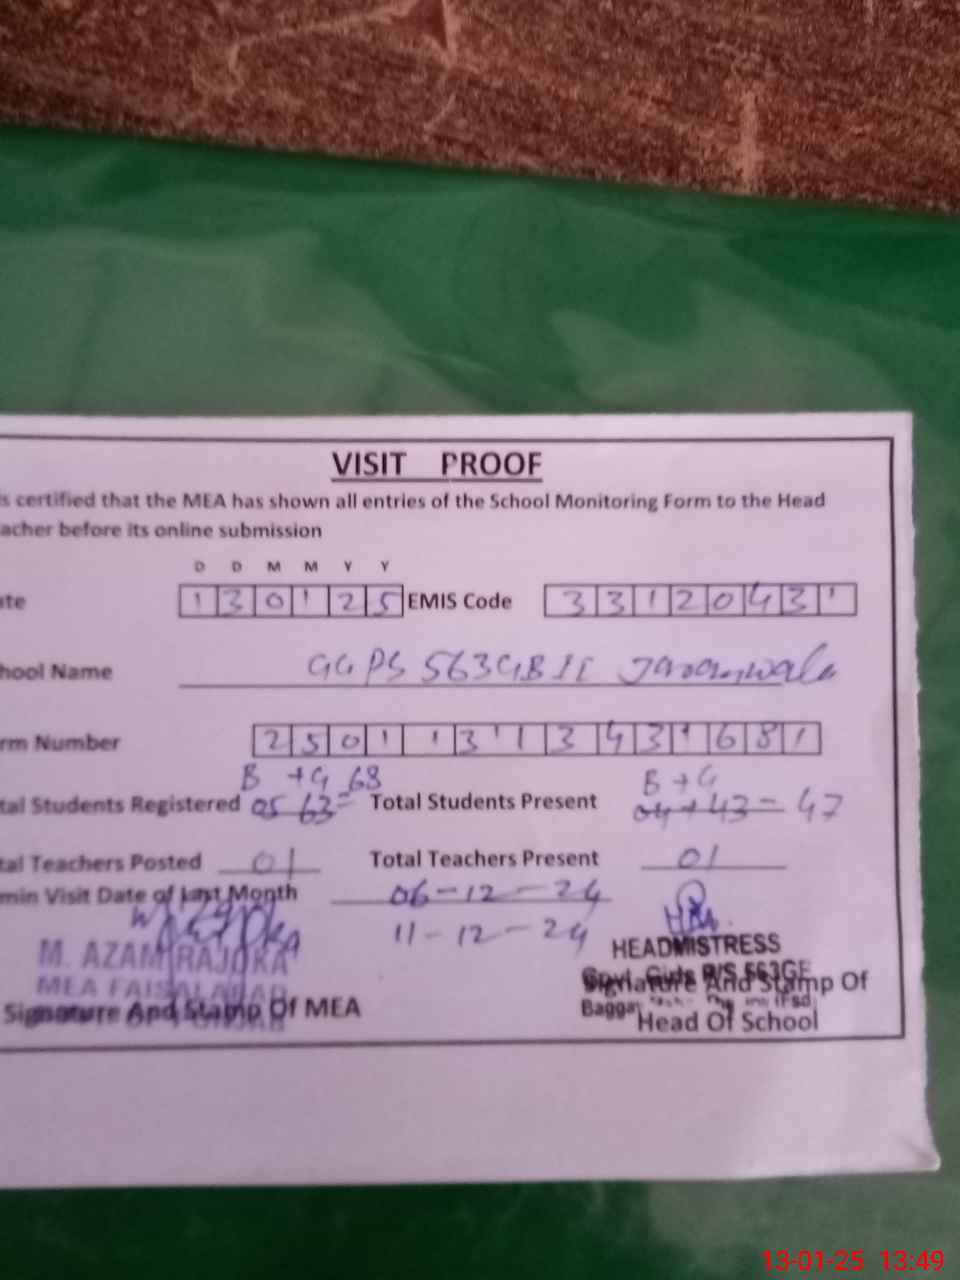 VISIT PROOF
s certified that the MEA has shown all entries of the School Monitoring Form to the Head
acher before its online submission
D D M M Y Y
te 1 3 0 1 2 5 EMIS Code 3 3 1 2 0 4 3 1
hool Name GGPS 563GB II Jaranwala
rm Number 2 5 0 1 1 3 1 3 4 3 1 6 8 1
B + G 68 B + G
tal Students Registered 05 63= Total Students Present 04+43= 47
tal Teachers Posted 01 Total Teachers Present 01
min Visit Date of Last Month 06-12-24
11-12-24
M. AZAM RAJOKA HEADMISTRESS
MEA FAISALABAD Govt. Girls P/S 563GB
Signature And Stamp Of MEA Signature And Stamp Of
Head Of School
13-01-25 13:49